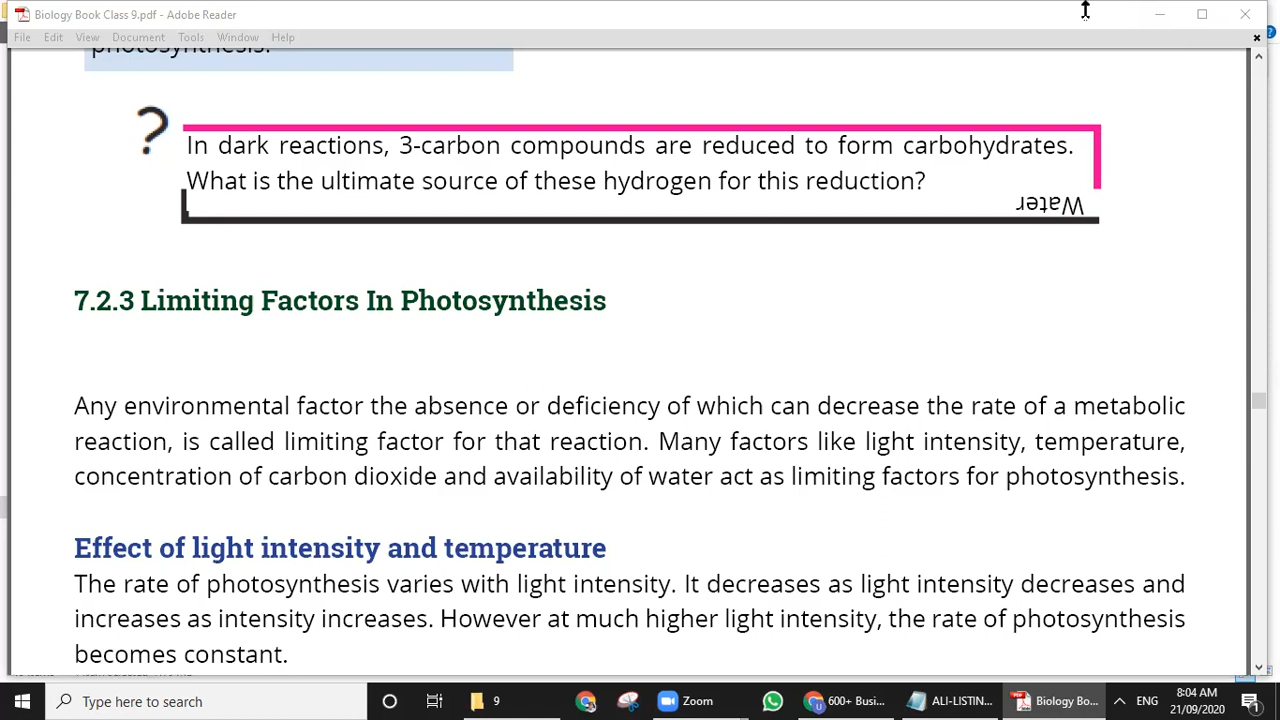 Biology Book Class 9.pdf - Adobe Reader
File Edit View Document Tools Window Help
photosynthesis.
?
In dark reactions, 3-carbon compounds are reduced to form carbohydrates.
What is the ultimate source of these hydrogen for this reduction?
Water
7.2.3 Limiting Factors In Photosynthesis
Any environmental factor the absence or deficiency of which can decrease the rate of a metabolic
reaction, is called limiting factor for that reaction. Many factors like light intensity, temperature,
concentration of carbon dioxide and availability of water act as limiting factors for photosynthesis.
Effect of light intensity and temperature
The rate of photosynthesis varies with light intensity. It decreases as light intensity decreases and
increases as intensity increases. However at much higher light intensity, the rate of photosynthesis
becomes constant.
Type here to search
9
Zoom
600+ Busi...
ALI-LISTIN...
Biology Bo...
ENG
8:04 AM
21/09/2020
1